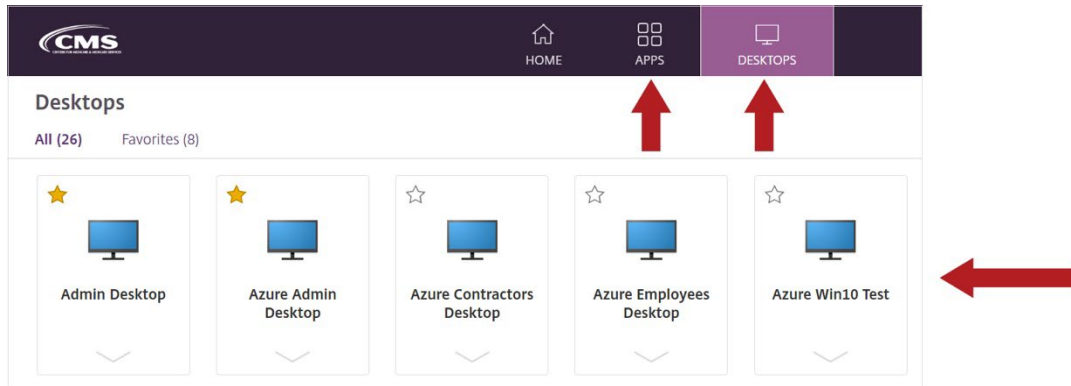 CMS
HOME
APPS
DESKTOPS
Desktops
All (26)
Favorites (8)
Admin Desktop
Azure Admin
Desktop
Azure Contractors
Desktop
Azure Employees
Desktop
Azure Win10 Test